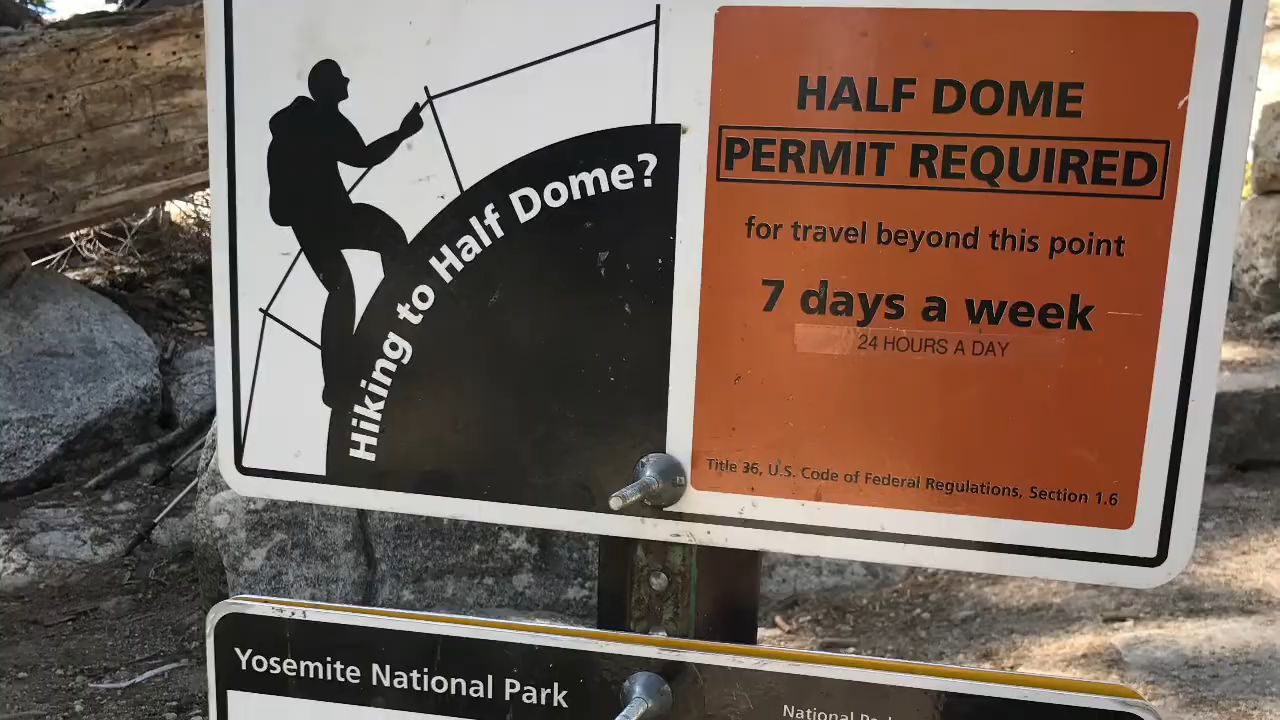 Hiking to Half Dome?
HALF DOME
PERMIT REQUIRED
for travel beyond this point
7 days a week
24 HOURS A DAY
Title 36, U.S. Code of Federal Regulations, Section 1.6
Yosemite National Park
National